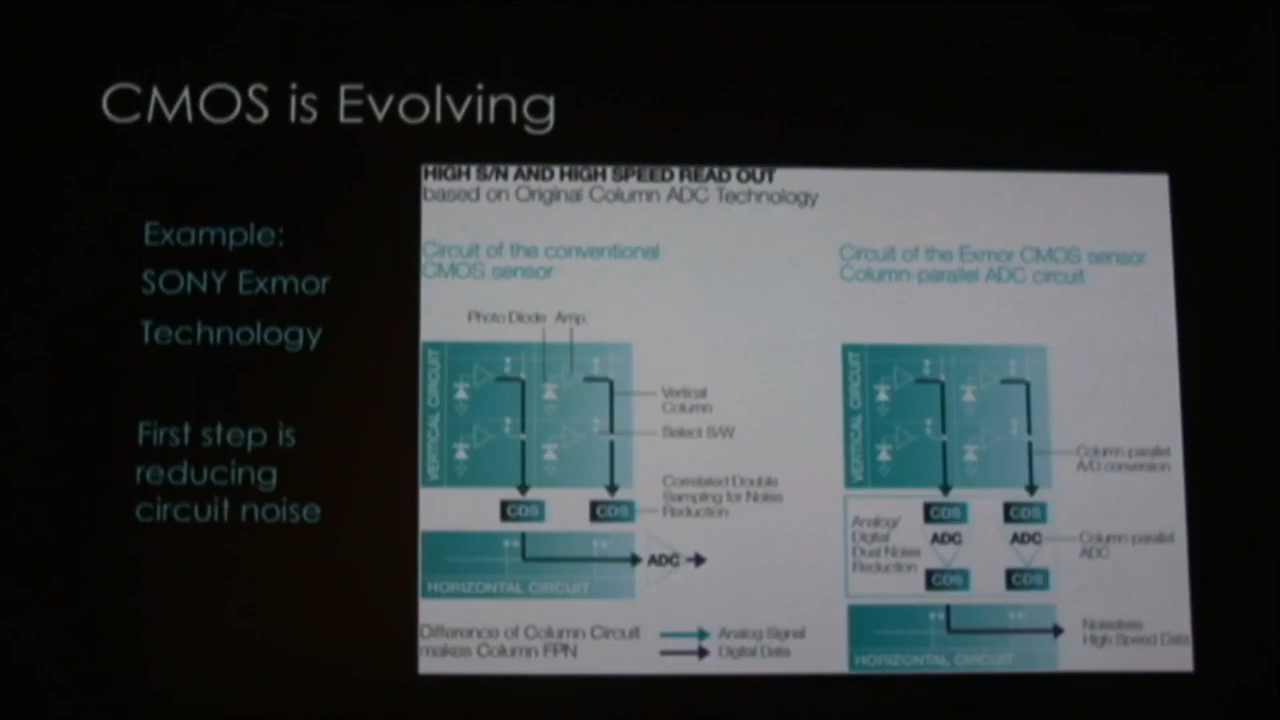 CMOS is Evolving
Example:
SONY Exmor
Technology
First step is
reducing
circuit noise
HIGH S/N AND HIGH SPEED READ OUT
based on Original Column ADC Technology
Circuit of the conventional
CMOS sensor
Photo Diode Amp.
VERTICAL CIRCUIT
Vertical
Column
Select S/W
Correlated Double
Sampling for Noise
Reduction
CDS CDS
ADC
HORIZONTAL CIRCUIT
Difference of Column Circuit
makes Column FPN
Analog Signal
Digital Data
Circuit of the Exmor CMOS sensor
Column-parallel ADC circuit
VERTICAL CIRCUIT
Column-parallel
A/D conversion
Analog/
Digital
Dual Noise
Reduction
CDS CDS
ADC ADC
CDS CDS
Column-parallel
ADC
HORIZONTAL CIRCUIT
Noiseless
High Speed Data